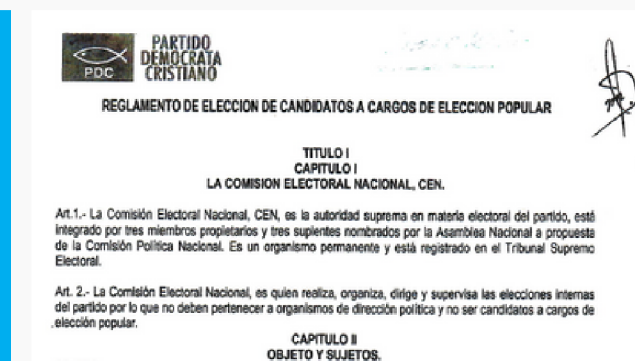 PARTIDO
DEMOCRATA
CRISTIANO
PDC
REGLAMENTO DE ELECCION DE CANDIDATOS A CARGOS DE ELECCION POPULAR
TITULO I
CAPITULO I
LA COMISION ELECTORAL NACIONAL, CEN.
Art.1.- La Comisión Electoral Nacional, CEN, es la autoridad suprema en materia electoral del partido, está
integrado por tres miembros propietarios y tres suplentes nombrados por la Asamblea Nacional a propuesta
de la Comisión Política Nacional. Es un organismo permanente y está registrado en el Tribunal Supremo
Electoral.
Art. 2.- La Comisión Electoral Nacional, es quien realiza, organiza, dirige y supervisa las elecciones internas
del partido por lo que no deben pertenecer a organismos de dirección política y no ser candidatos a cargos de
elección popular.
CAPITULO II
OBJETO Y SUJETOS.